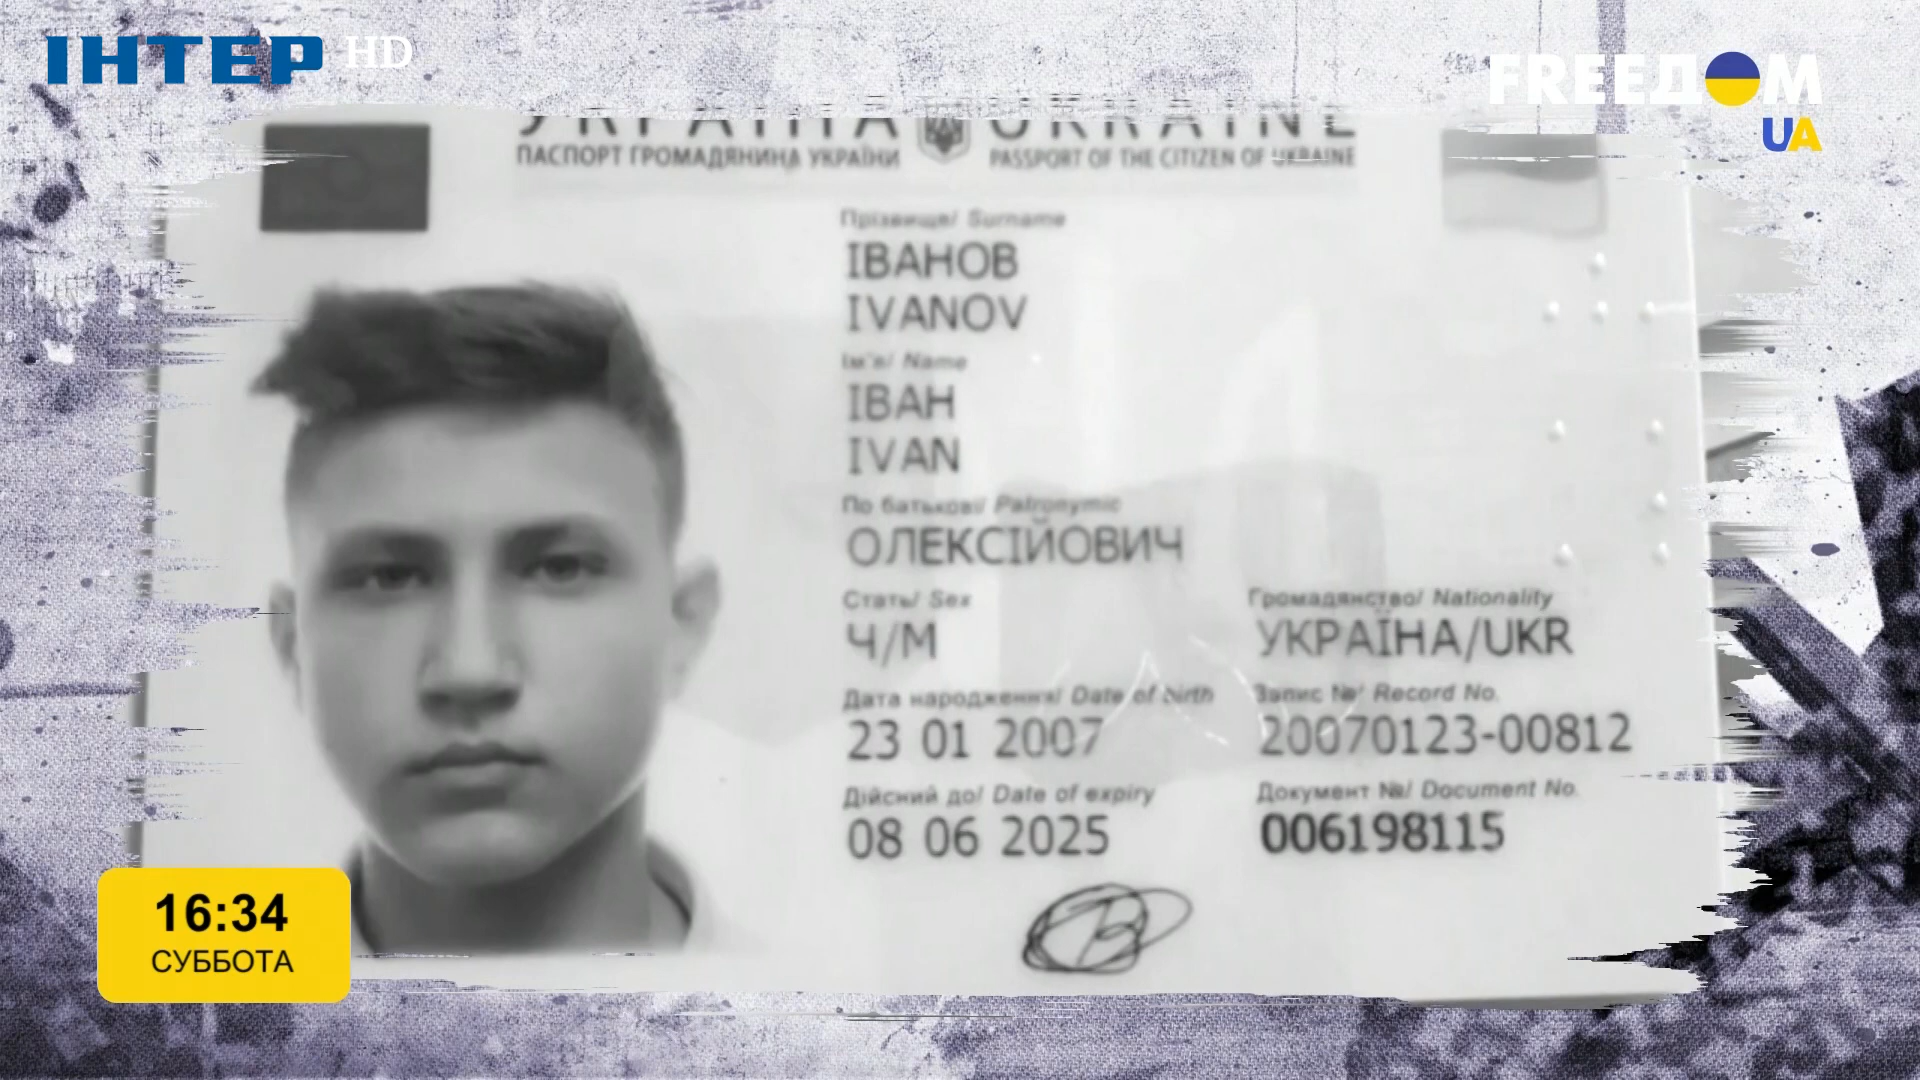 ІНТЕР HD
FREEДОМ
UA
УКРАЇНА UKRAINE
ПАСПОРТ ГРОМАДЯНИНА УКРАЇНИ PASSPORT OF THE CITIZEN OF UKRAINE
Прізвище/ Surname
ІВАНОВ
IVANOV
Ім'я/ Name
ІВАН
IVAN
По батькові/ Patronymic
ОЛЕКСІЙОВИЧ
Стать/ Sex Громадянство/ Nationality
Ч/M УКРАЇНА/UKR
Дата народження/ Date of birth Запис №/ Record No.
23 01 2007 20070123-00812
Дійсний до/ Date of expiry Документ №/ Document No.
08 06 2025 006198115
16:34
СУББОТА